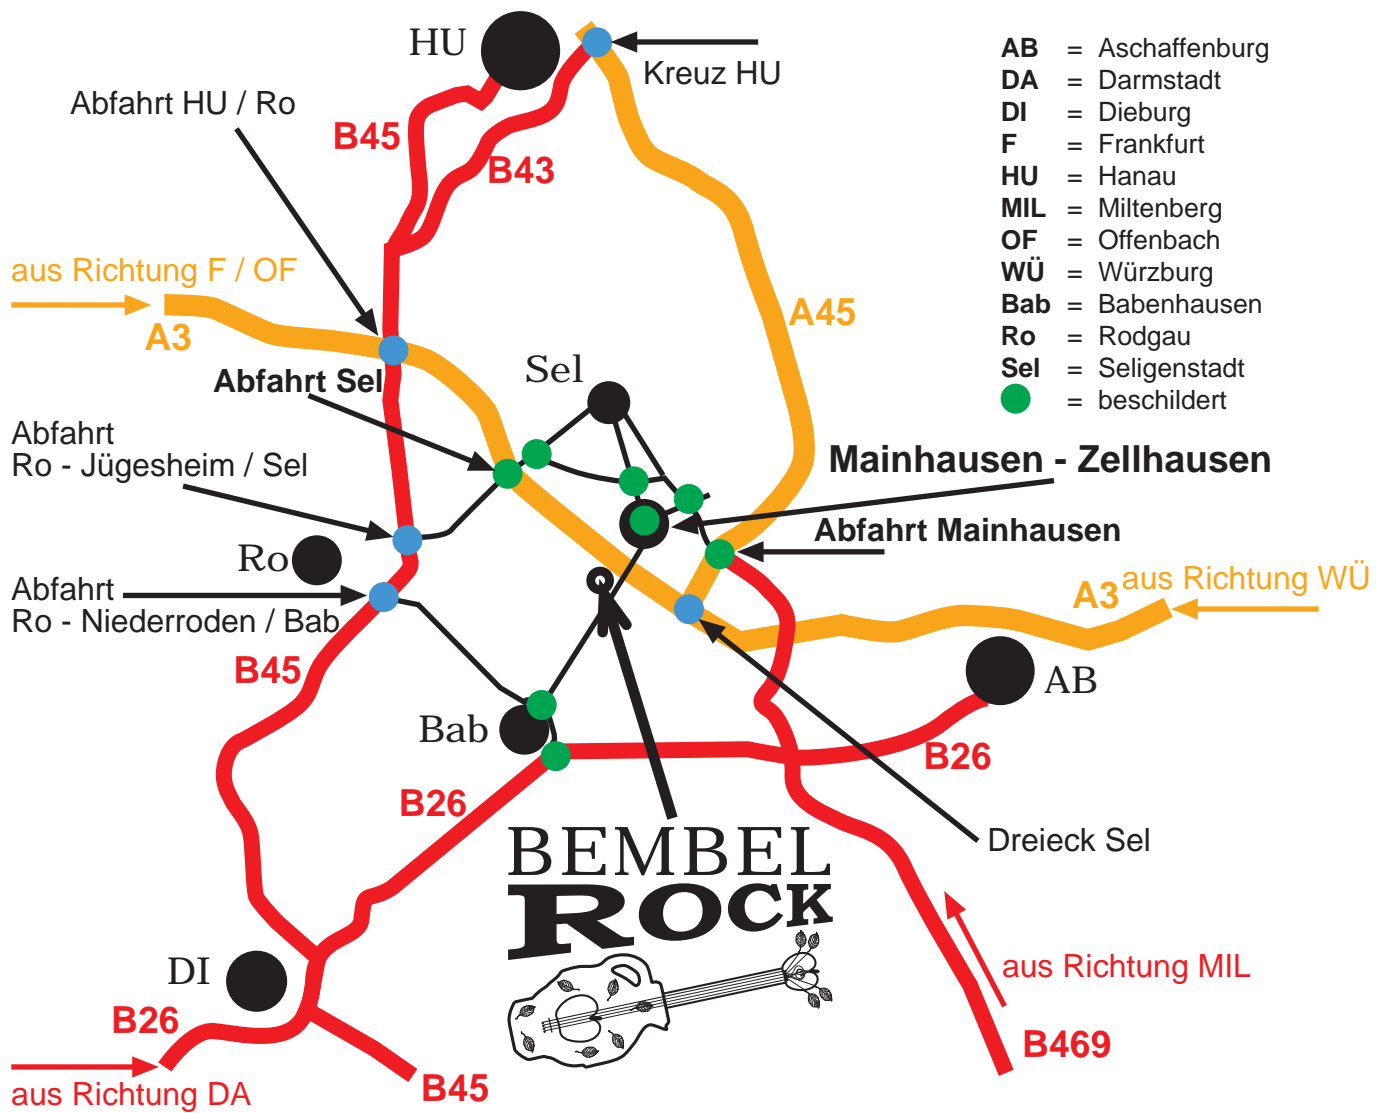 HU
Kreuz HU
Abfahrt HU / Ro
B45
B43
aus Richtung F / OF
A3
A45
AB = Aschaffenburg
DA = Darmstadt
DI = Dieburg
F = Frankfurt
HU = Hanau
MIL = Miltenberg
OF = Offenbach
WÜ = Würzburg
Bab = Babenhausen
Ro = Rodgau
Sel = Seligenstadt
= beschildert
Abfahrt Sel
Sel
Abfahrt
Ro - Jügesheim / Sel
Mainhausen - Zellhausen
Abfahrt Mainhausen
Ro
Abfahrt
Ro - Niederroden / Bab
A3
aus Richtung WÜ
B45
AB
Bab
B26
B26
Dreieck Sel
BEMBEL
ROCK
DI
aus Richtung MIL
B26
B469
B45
aus Richtung DA